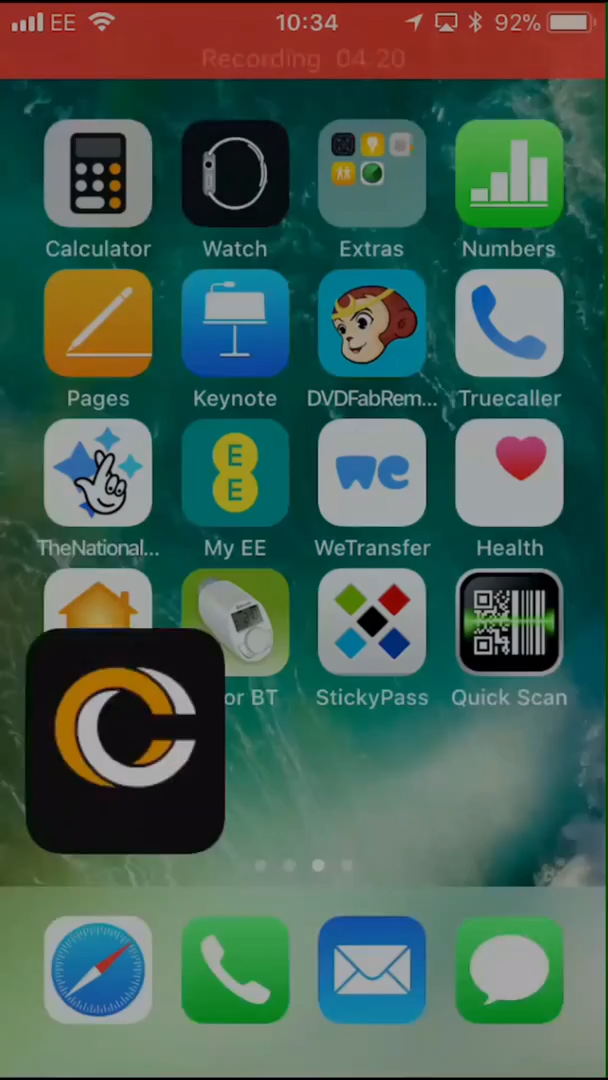 EE 10:34 92%
Recording 04:20
Calculator Watch Extras Numbers
Pages Keynote DVDFabRem... Truecaller
E
E
we
TheNational... My EE WeTransfer Health
or BT StickyPass Quick Scan